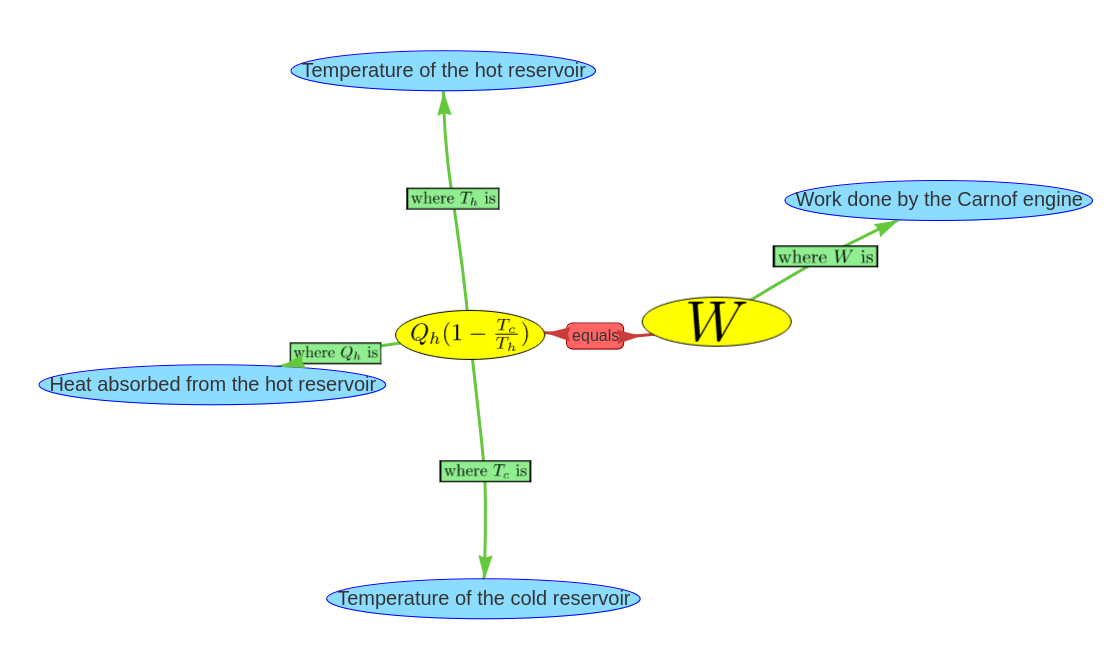 Temperature of the hot reservoir
where $T_h$ is
Work done by the Carnof engine
where $W$ is
$W$
equals
$Q_h(1 - \frac{T_c}{T_h})$
where $Q_h$ is
Heat absorbed from the hot reservoir
where $T_c$ is
Temperature of the cold reservoir